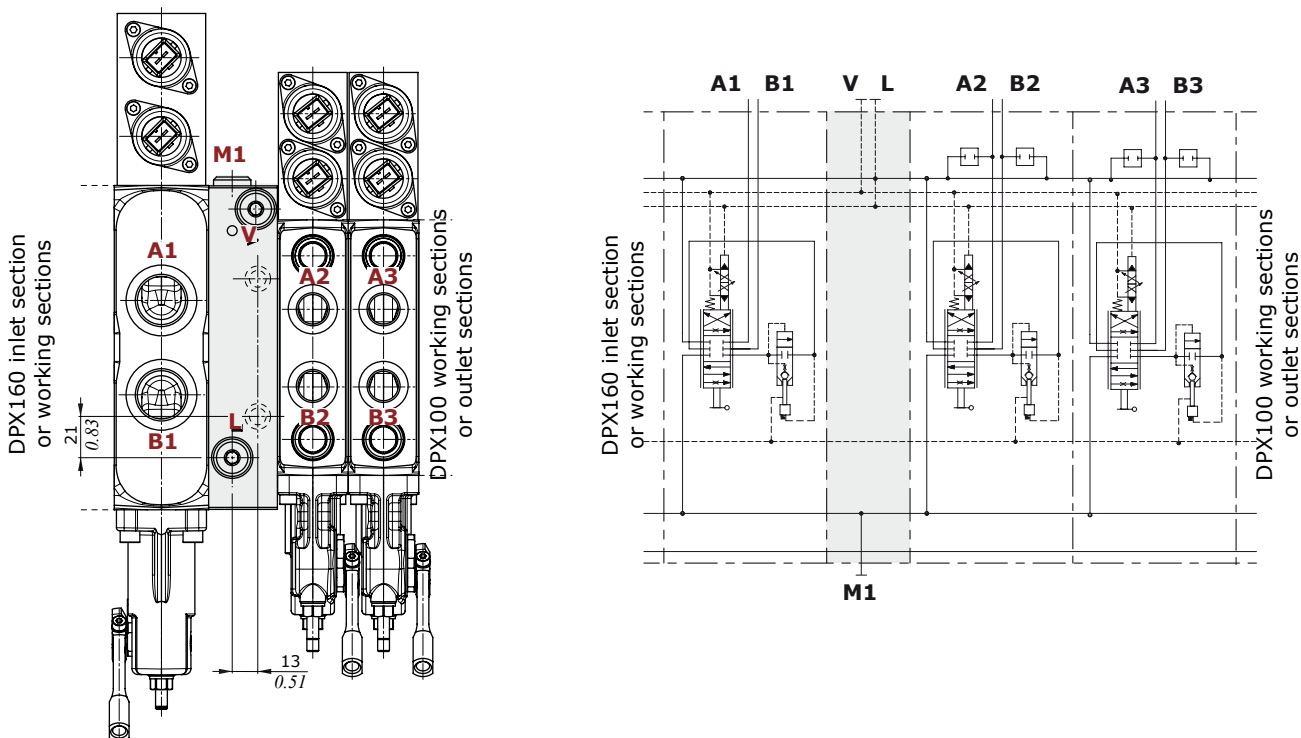 M1
V
A1
A2
A3
B1
L
B2
B3
DPX160 inlet section
or working sections
21
0.83
13
0.51
DPX100 working sections
or outlet sections
A1 B1
V L
A2 B2
A3 B3
DPX160 inlet section
or working sections
DPX100 working sections
or outlet sections
M1